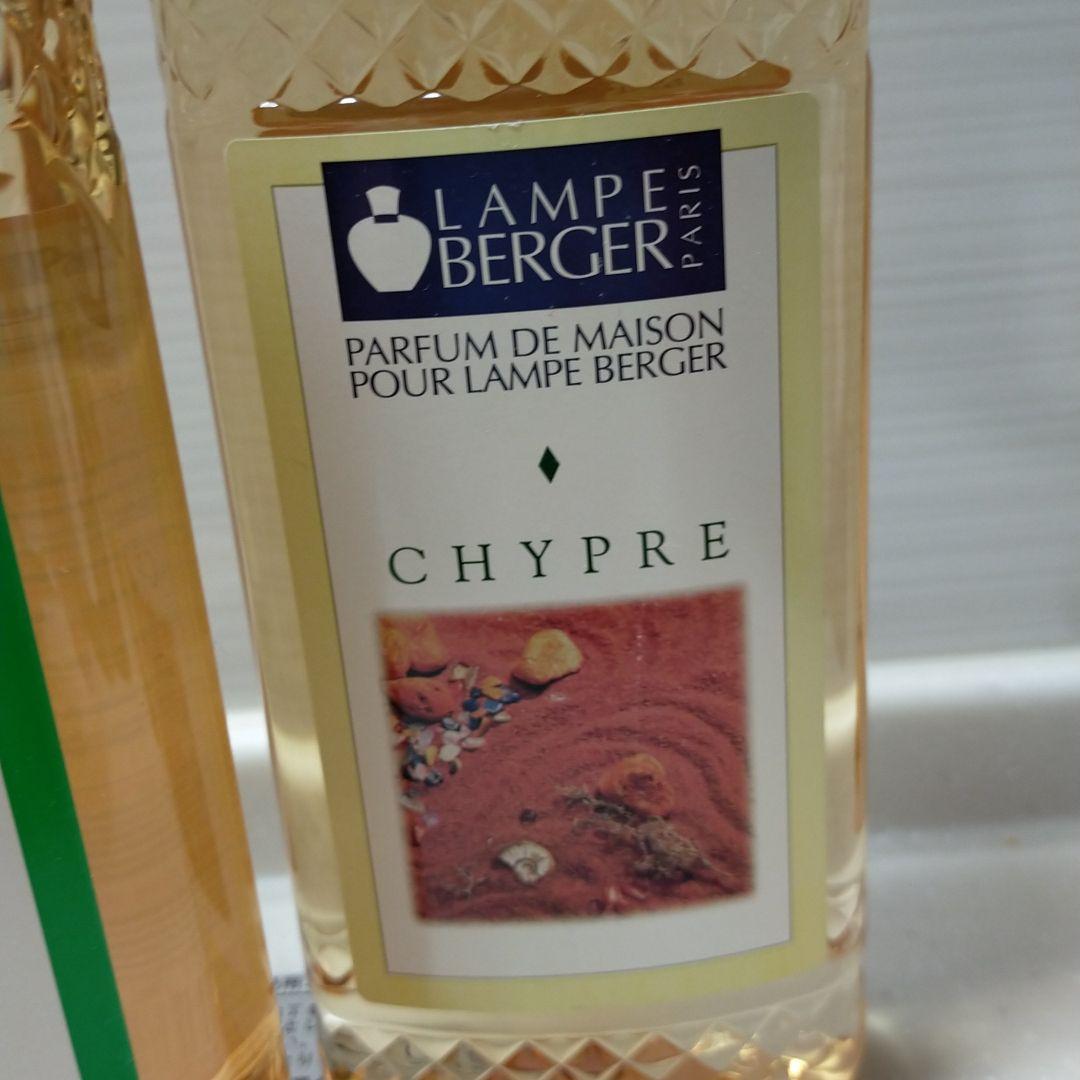 LAMPE
BERGER
PARIS
PARFUM DE MAISON
POUR LAMPE BERGER
CHYPRE